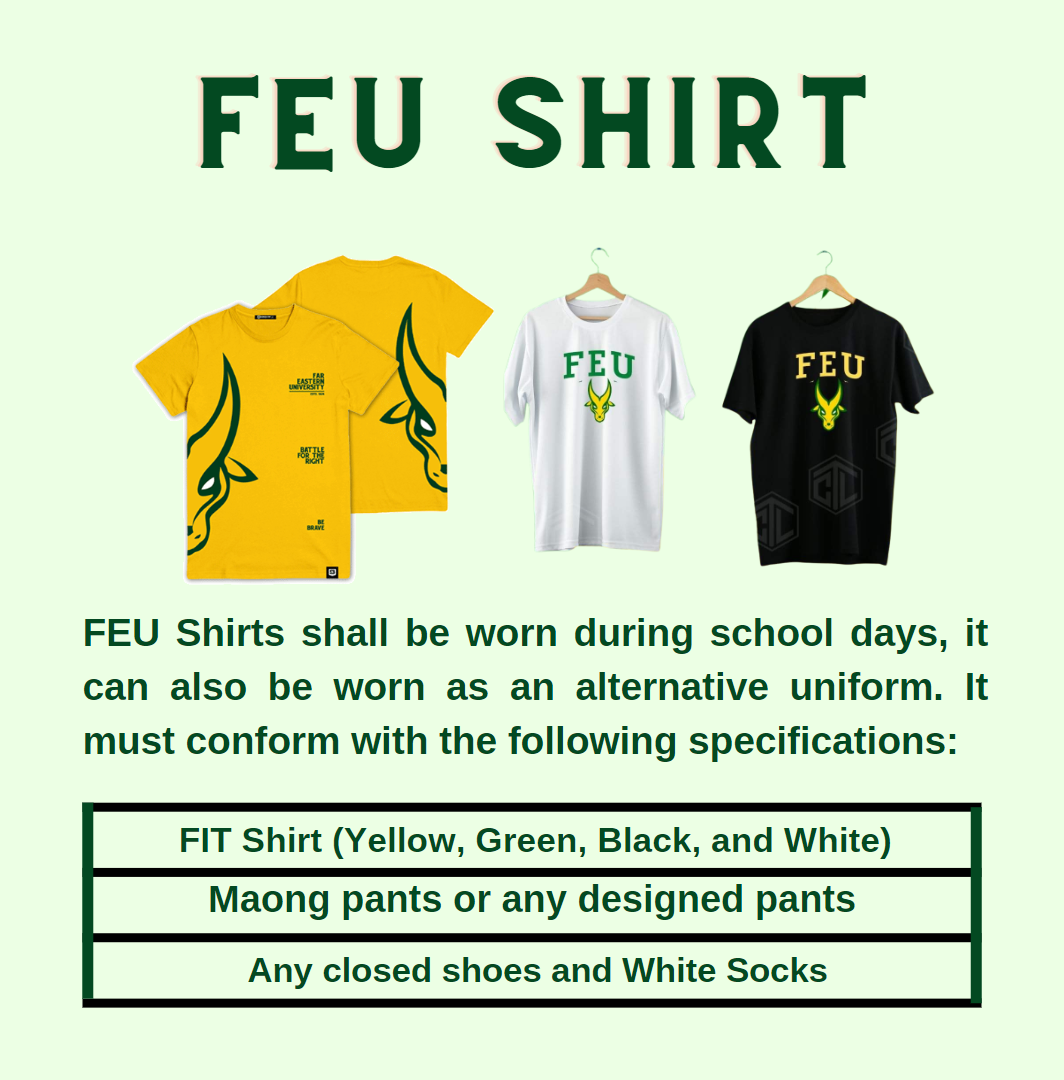 FEU SHIRT
FAR
EASTERN
UNIVERSITY
BATTLE
FOR THE
RIGHT
BE
BRAVE
FEU
FEU
CTC
CTC
FEU Shirts shall be worn during school days, it
can also be worn as an alternative uniform. It
must conform with the following specifications:
FIT Shirt (Yellow, Green, Black, and White)
Maong pants or any designed pants
Any closed shoes and White Socks